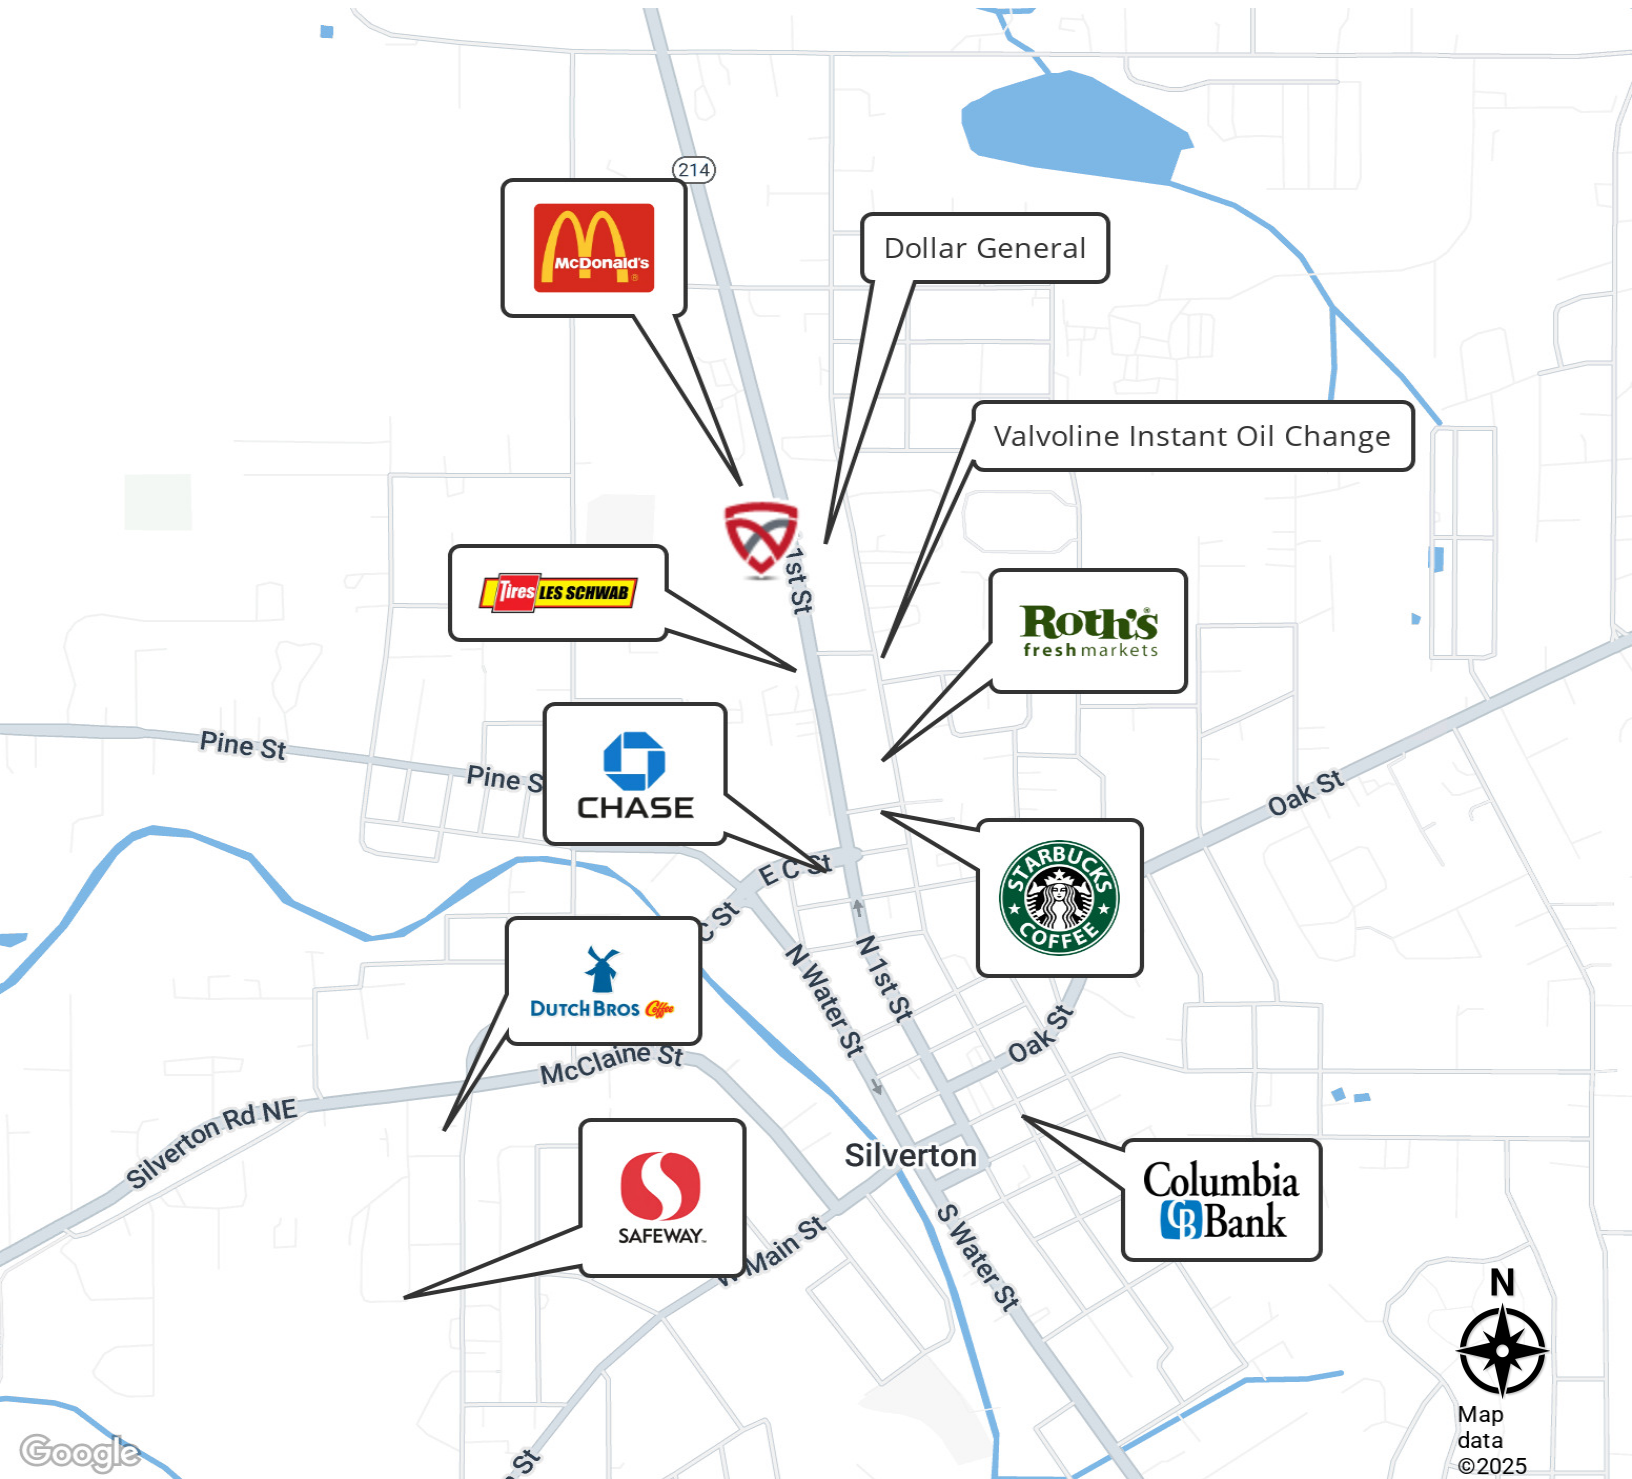 214
McDonald's
Dollar General
Valvoline Instant Oil Change
1st St
Tires LES SCHWAB
Roth's
fresh markets
Pine St
Pine S
CHASE
Oak St
E C St
C St
STARBUCKS
COFFEE
N Water St
N 1st St
DUTCH BROS Coffee
Oak St
McClaine St
Silverton Rd NE
Silverton
SAFEWAY
Columbia
CB Bank
S Water St
W Main St
N
Map
data
©2025
Google
St